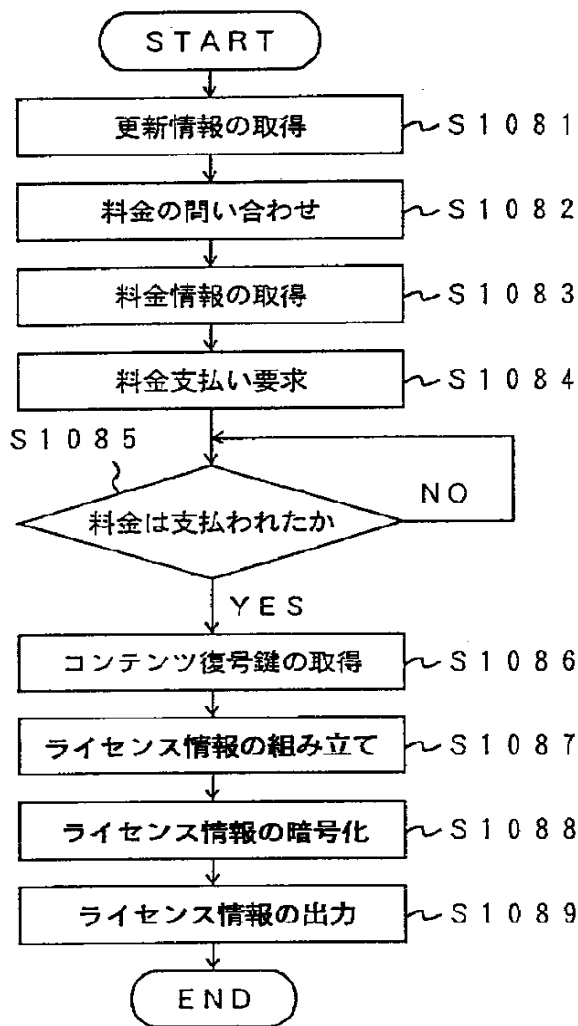 START
更新情報の取得 S1081
料金の問い合わせ S1082
料金情報の取得 S1083
料金支払い要求 S1084
S1085
料金は支払われたか NO
YES
コンテンツ復号鍵の取得 S1086
ライセンス情報の組み立て S1087
ライセンス情報の暗号化 S1088
ライセンス情報の出力 S1089
END